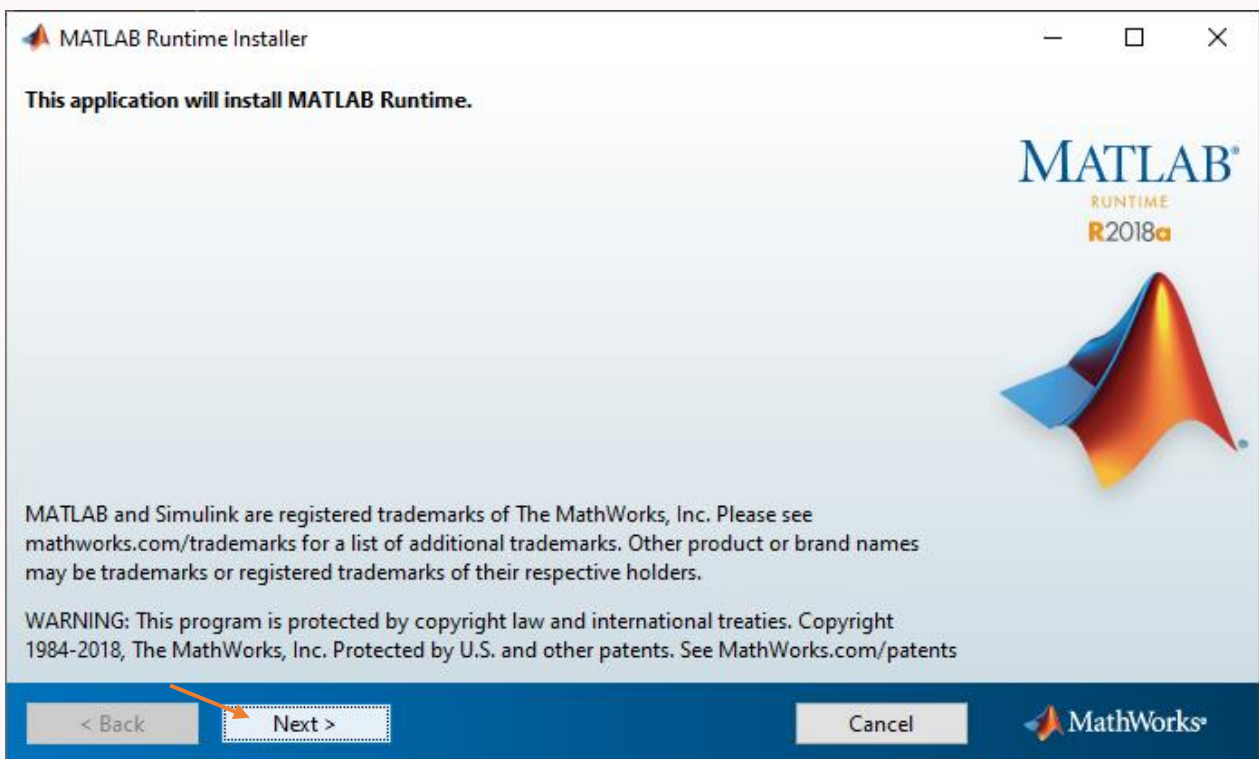 MATLAB Runtime Installer
This application will install MATLAB Runtime.
MATLAB®
RUNTIME
R2018a
®
MATLAB and Simulink are registered trademarks of The MathWorks, Inc. Please see
mathworks.com/trademarks for a list of additional trademarks. Other product or brand names
may be trademarks or registered trademarks of their respective holders.
WARNING: This program is protected by copyright law and international treaties. Copyright
1984-2018, The MathWorks, Inc. Protected by U.S. and other patents. See MathWorks.com/patents
< Back Next > Cancel MathWorks®